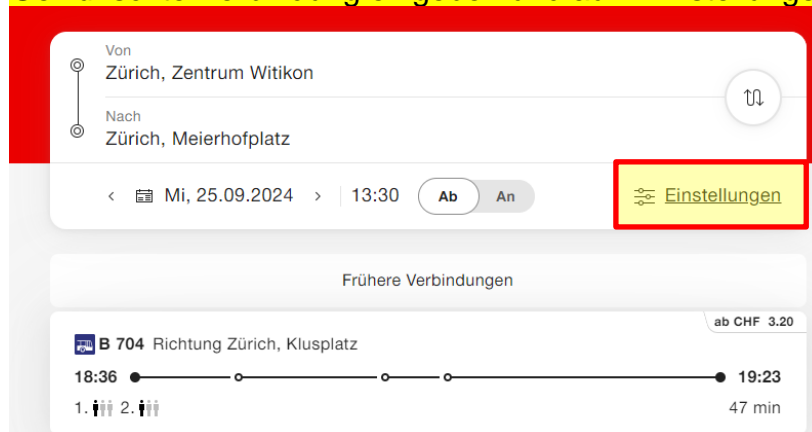 Von
Zürich, Zentrum Witikon
Nach
Zürich, Meierhofplatz
Mi, 25.09.2024 13:30 Ab An Einstellungen
Frühere Verbindungen
ab CHF 3.20
B 704 Richtung Zürich, Klusplatz
18:36 19:23
1. 2. 47 min